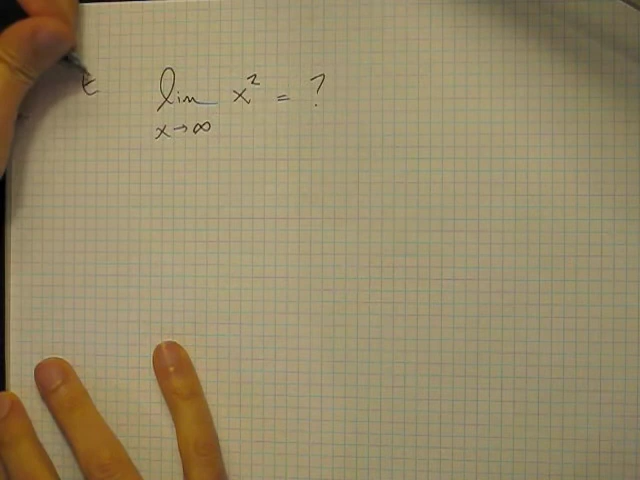 lim x² = ?
x→∞